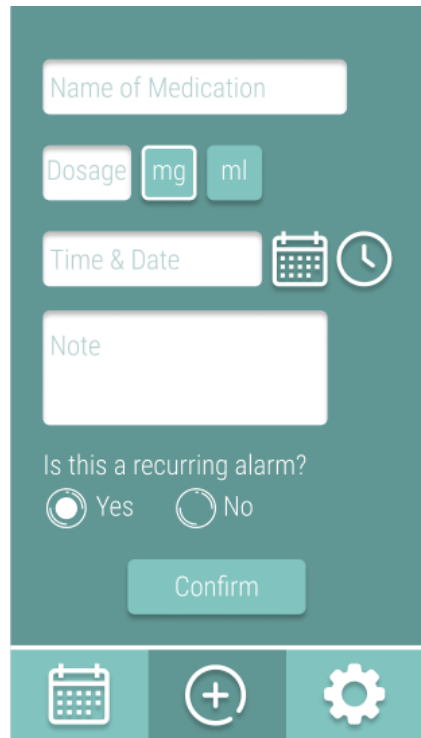 Name of Medication
Dosage mg ml
Time & Date
Note
Is this a recurring alarm?
Yes No
Confirm